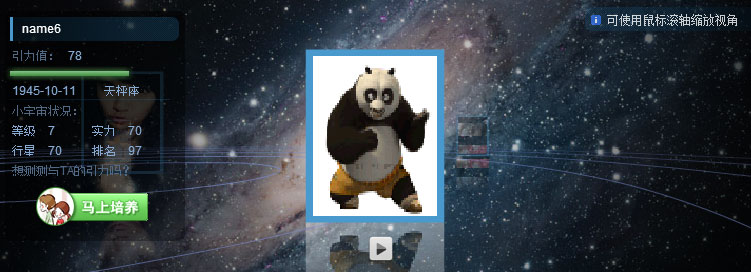 name6
引力值： 78
1945-10-11 天秤座
小宇宙状况：
等级 7 实力 70
行星 70 排名 97
想测测与TA的引力吗?
马上培养
可使用鼠标滚轴缩放视角